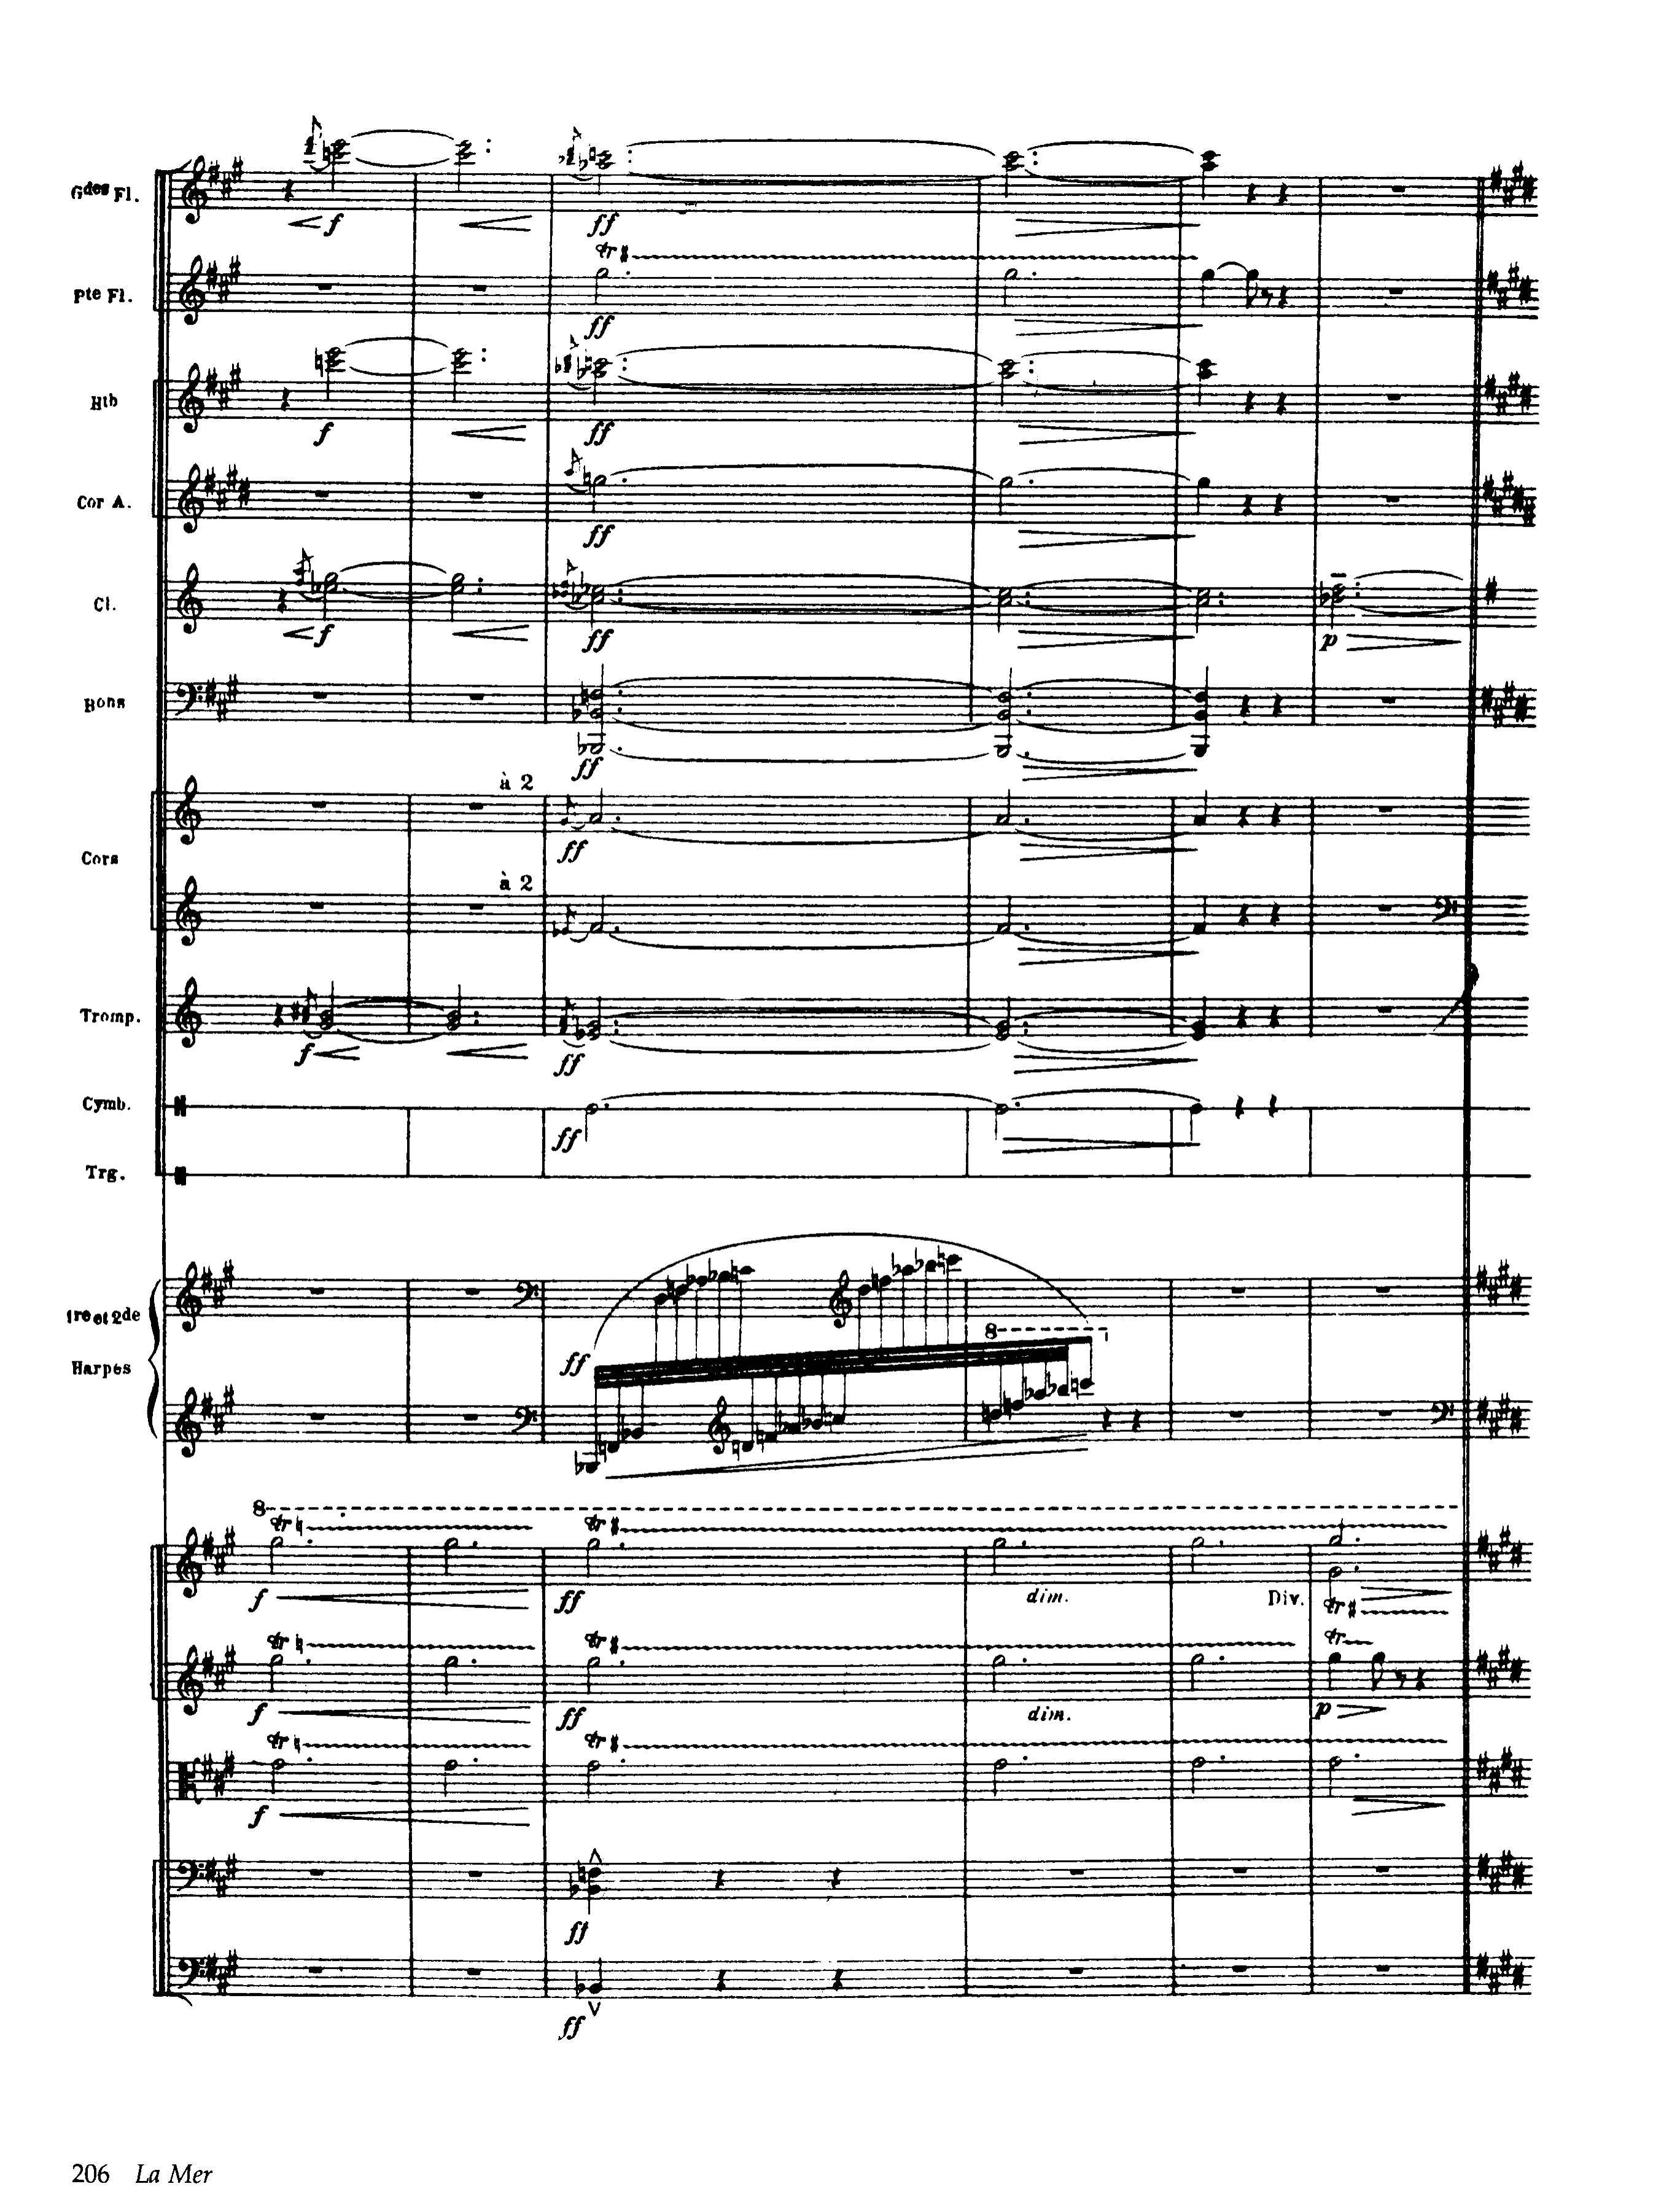 Gdes Fl.
f ff
tr
Pte Fl.
ff
Htb
f ff
Cor A.
ff
Cl.
f ff p
Bons
ff
à 2
ff
Cors
à 2
Tromp.
f ff
Cymb.
ff
Trg.
1re et 2de
Harpes
ff
8
8
tr tr
f ff dim. Div.
tr
tr tr tr
f ff dim. p
tr tr
f
ff
ff
206 La Mer